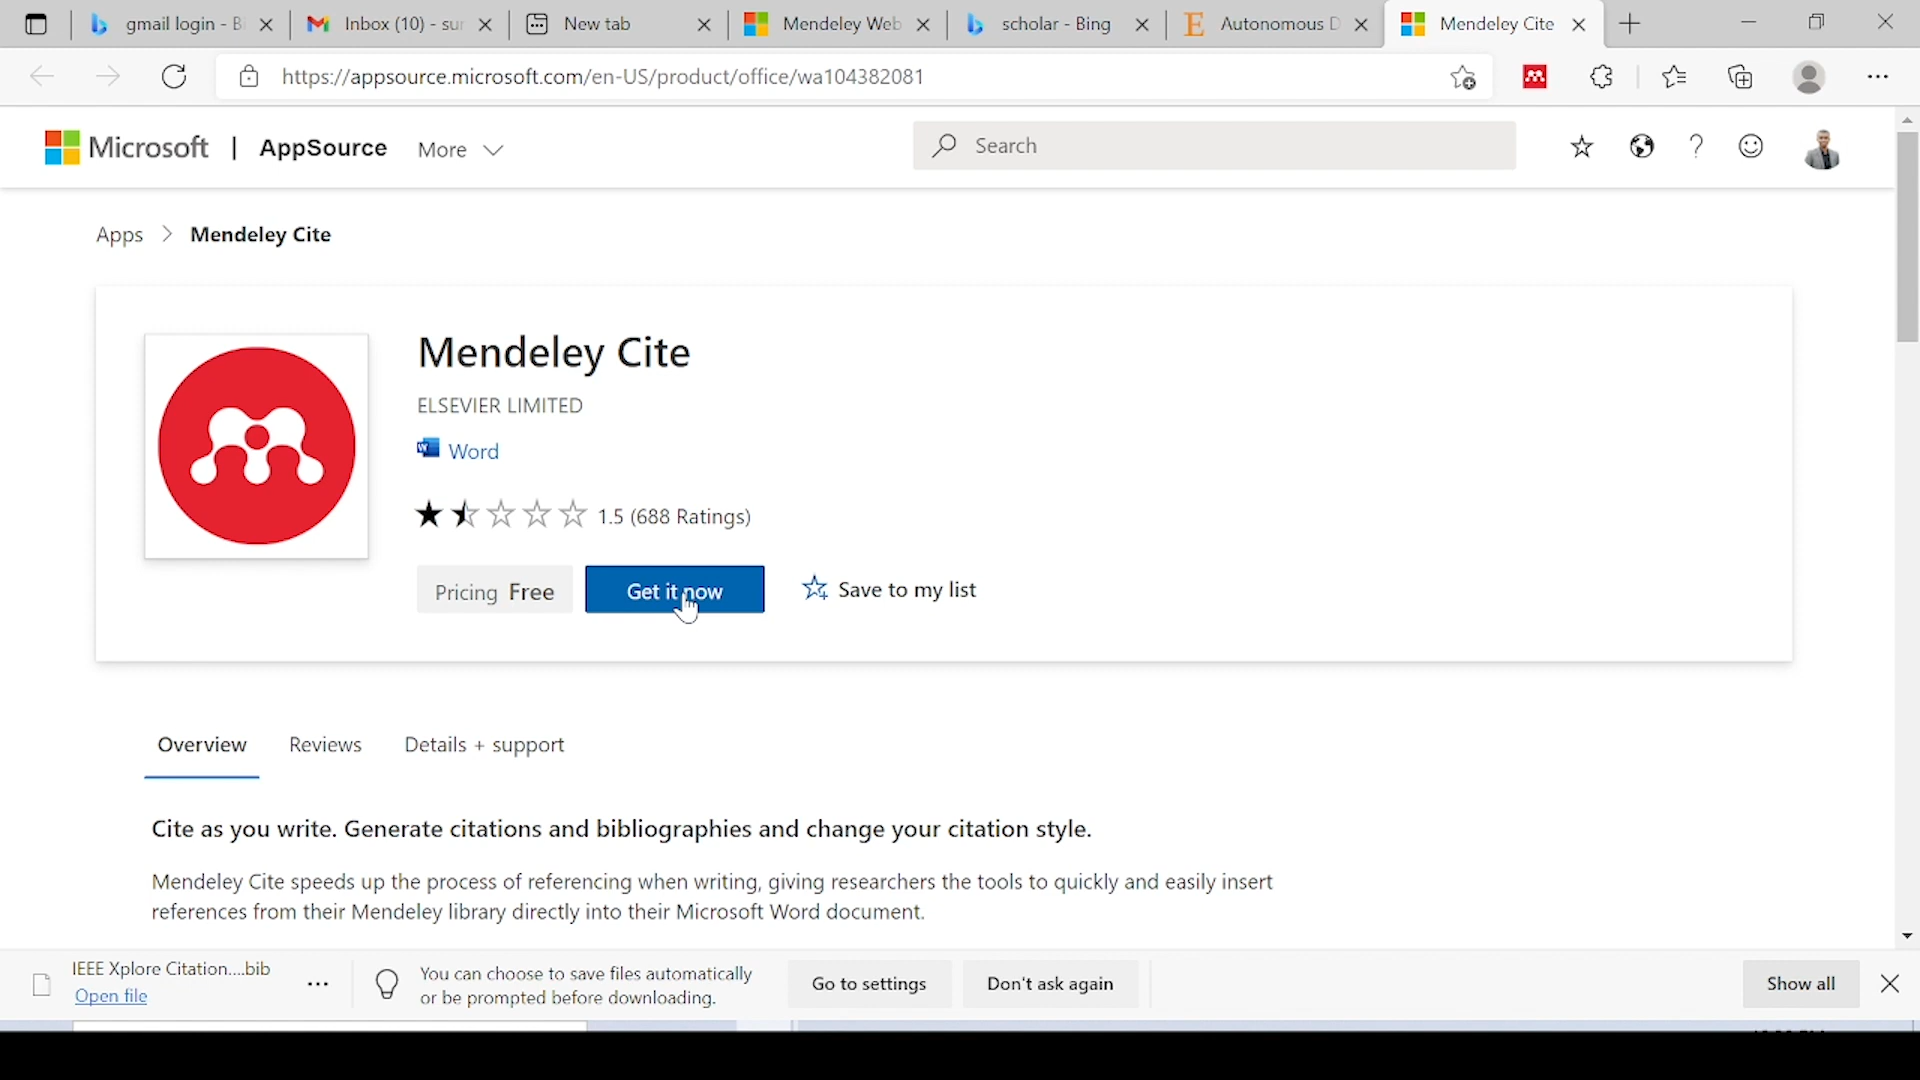 gmail login - Bi
Inbox (10) - sur
New tab
Mendeley Web
scholar - Bing
Autonomous D
Mendeley Cite
https://appsource.microsoft.com/en-US/product/office/wa104382081
Microsoft | AppSource More
Search
Apps > Mendeley Cite
Mendeley Cite
ELSEVIER LIMITED
Word
1.5 (688 Ratings)
Pricing Free
Get it now
Save to my list
Overview Reviews Details + support
Cite as you write. Generate citations and bibliographies and change your citation style.
Mendeley Cite speeds up the process of referencing when writing, giving researchers the tools to quickly and easily insert
references from their Mendeley library directly into their Microsoft Word document.
IEEE Xplore Citation....bib
Open file
You can choose to save files automatically
or be prompted before downloading.
Go to settings
Don't ask again
Show all